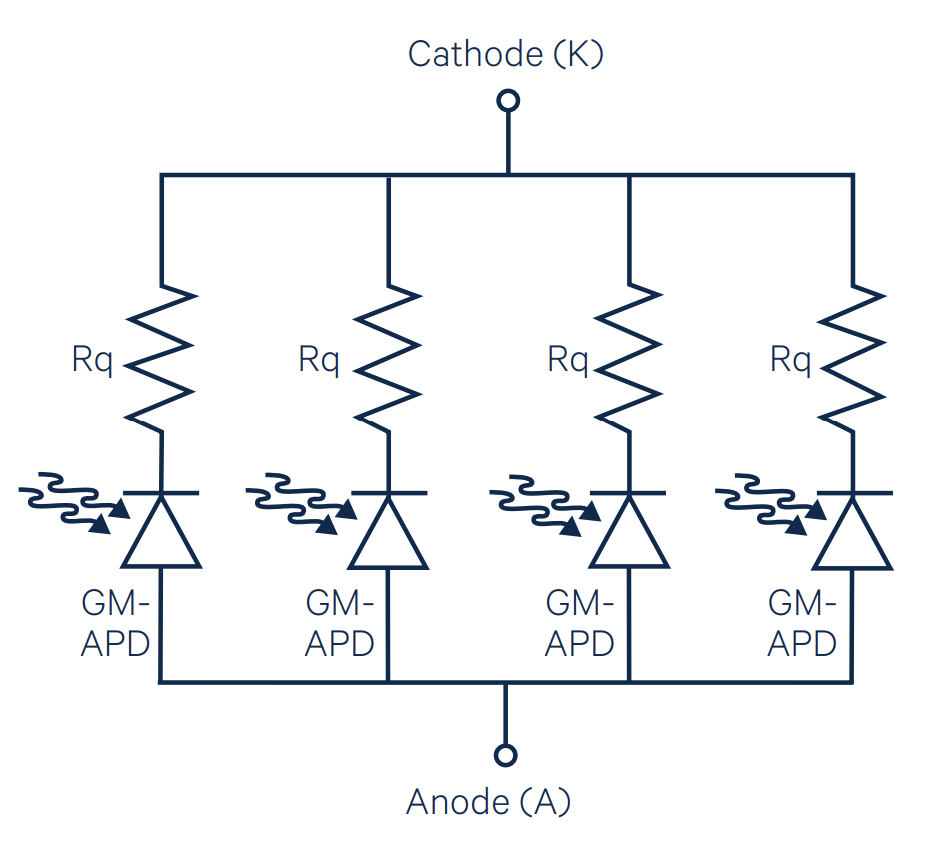 Cathode (K)
Rq
Rq
Rq
Rq
GM-
APD
GM-
APD
GM-
APD
GM-
APD
Anode (A)